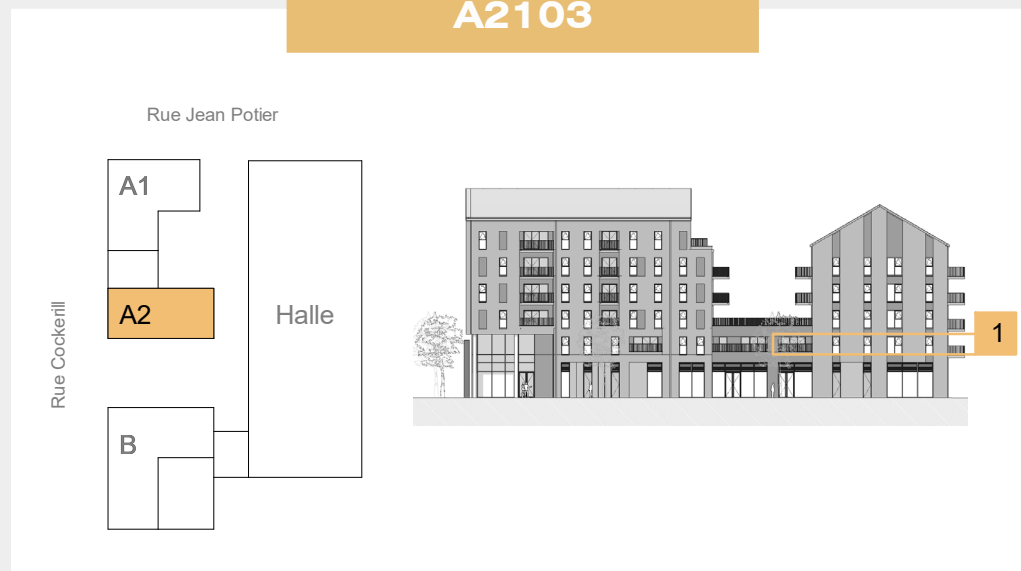 A2103
Rue Jean Potier
A1
A2
Halle
Rue Cockerill
B
1